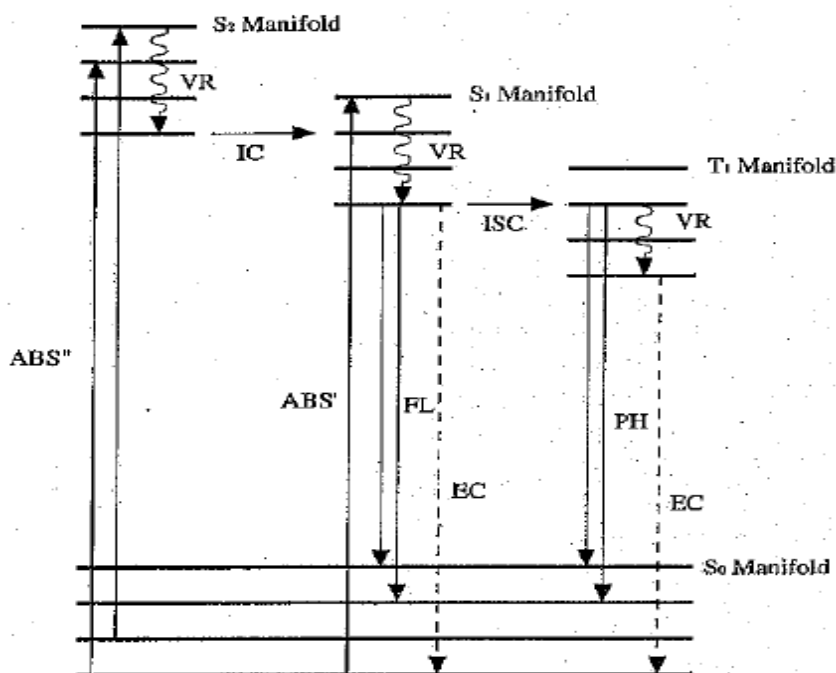 S₂ Manifold
VR
S₁ Manifold
IC
VR
T₁ Manifold
ISC
VR
ABS"
ABS'
FL
PH
EC
EC
S₀ Manifold